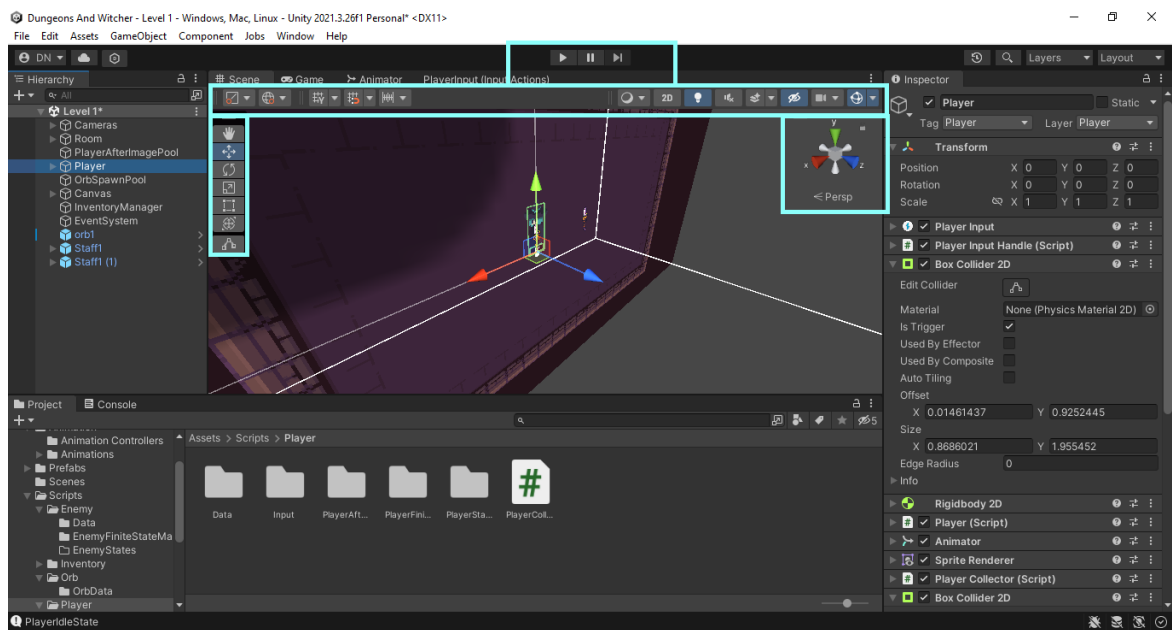 Dungeons And Witcher - Level 1 - Windows, Mac, Linux - Unity 2021.3.26f1 Personal* <DX11>
File Edit Assets GameObject Component Jobs Window Help
DN
Layers
Layout
Hierarchy
All
Level 1*
Cameras
Room
PlayerAfterImagePool
Player
OrbSpawnPool
Canvas
InventoryManager
EventSystem
orb1
Staff1
Staff1 (1)
Scene Game Animator PlayerInput (Input Actions)
2D
y
x
z
Persp
Inspector
Player
Static
Tag Player Layer Player
Transform
Position X 0 Y 0 Z 0
Rotation X 0 Y 0 Z 0
Scale X 1 Y 1 Z 1
Player Input
# Player Input Handle (Script)
Box Collider 2D
Edit Collider
Material None (Physics Material 2D)
Is Trigger
Used By Effector
Used By Composite
Auto Tiling
Offset
X 0.01461437 Y 0.9252445
Size
X 0.8686021 Y 1.955452
Edge Radius 0
Info
Rigidbody 2D
# Player (Script)
Animator
Sprite Renderer
# Player Collector (Script)
Box Collider 2D
Project Console
5
Animation Controllers
Animations
Prefabs
Scenes
Scripts
Enemy
Data
EnemyFiniteStateMa
EnemyStates
Inventory
Orb
OrbData
Player
Assets > Scripts > Player
#
Data Input PlayerAft... PlayerFini... PlayerSta... PlayerColl...
PlayerIdleState